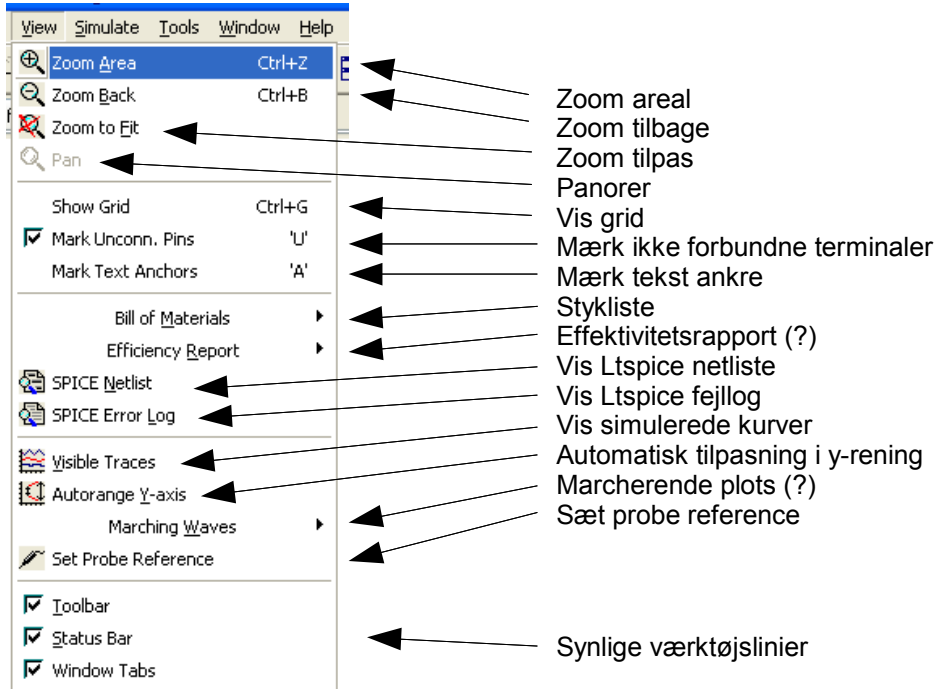 View Simulate Tools Window Help
Zoom Area Ctrl+Z
Zoom Back Ctrl+B
Zoom to Fit
Pan
Show Grid Ctrl+G
Mark Unconn. Pins 'U'
Mark Text Anchors 'A'
Bill of Materials
Efficiency Report
SPICE Netlist
SPICE Error Log
Visible Traces
Autorange Y-axis
Marching Waves
Set Probe Reference
Toolbar
Status Bar
Window Tabs
Zoom areal
Zoom tilbage
Zoom tilpas
Panorer
Vis grid
Mærk ikke forbundne terminaler
Mærk tekst ankre
Stykliste
Effektivitetsrapport (?)
Vis Ltspice netliste
Vis Ltspice fejllog
Vis simulerede kurver
Automatisk tilpasning i y-rening
Marcherende plots (?)
Sæt probe reference
Synlige værktøjslinier